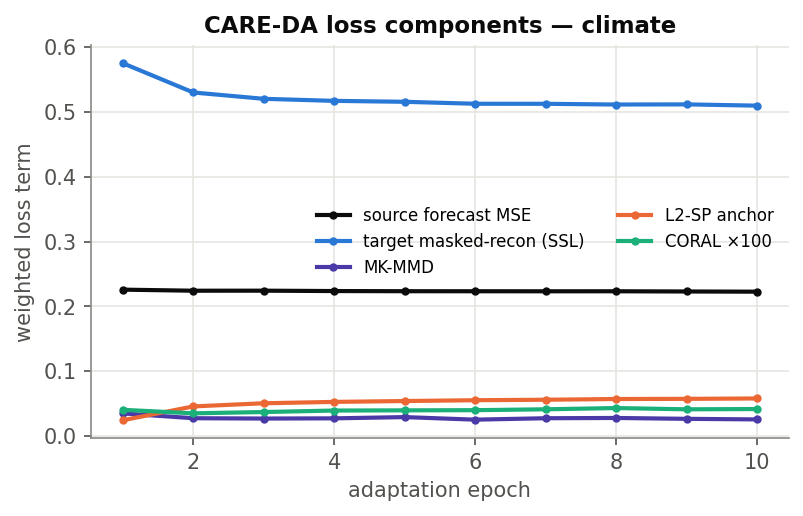 CARE-DA loss components — climate
weighted loss term
0.6
0.5
0.4
0.3
0.2
0.1
0.0
source forecast MSE
target masked-recon (SSL)
MK-MMD
L2-SP anchor
CORAL ×100
2 4 6 8 10
adaptation epoch